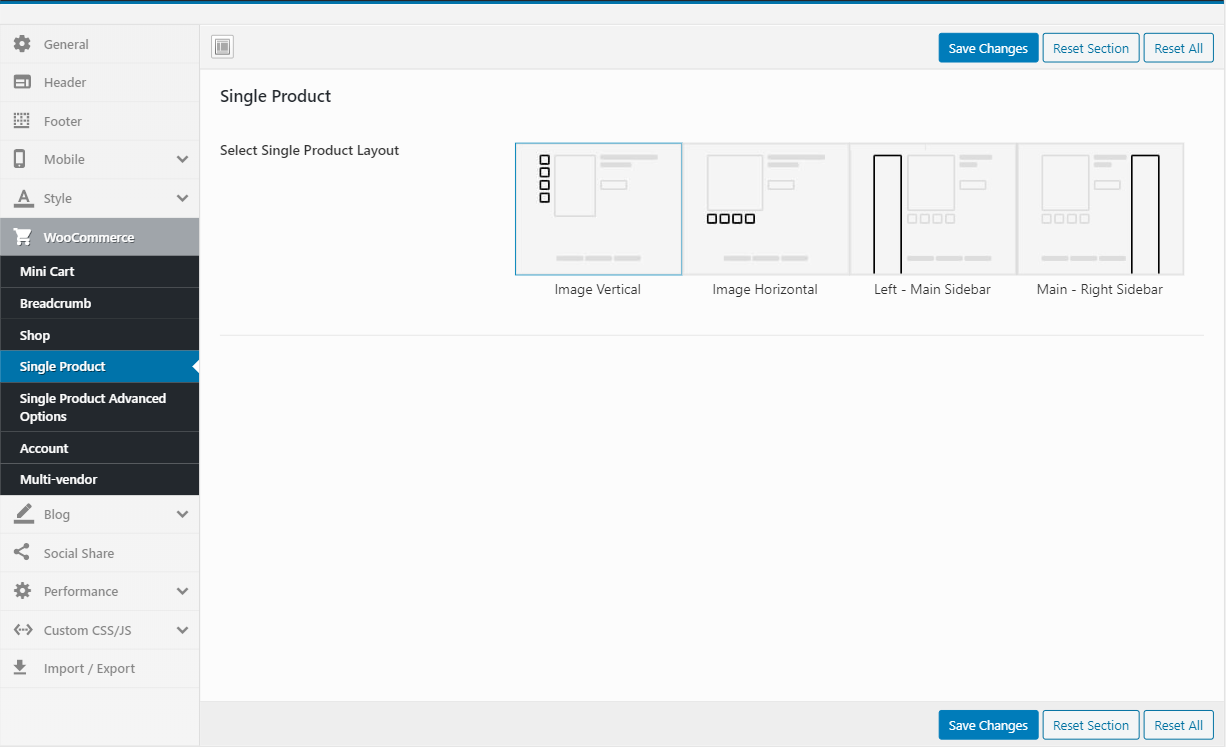 General
Header
Footer
Mobile
Style
WooCommerce
Mini Cart
Breadcrumb
Shop
Single Product
Single Product Advanced
Options
Account
Multi-vendor
Blog
Social Share
Performance
Custom CSS/JS
Import / Export
Save Changes Reset Section Reset All
Single Product
Select Single Product Layout
Image Vertical Image Horizontal Left - Main Sidebar Main - Right Sidebar
Save Changes Reset Section Reset All